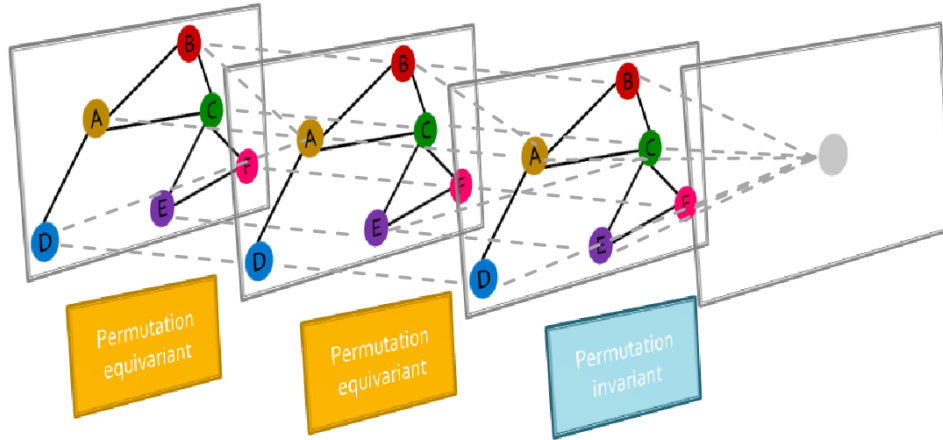 B
A
C
F
E
D
B
A
C
F
E
D
B
A
C
F
E
D
Permutation
equivariant
Permutation
equivariant
Permutation
invariant